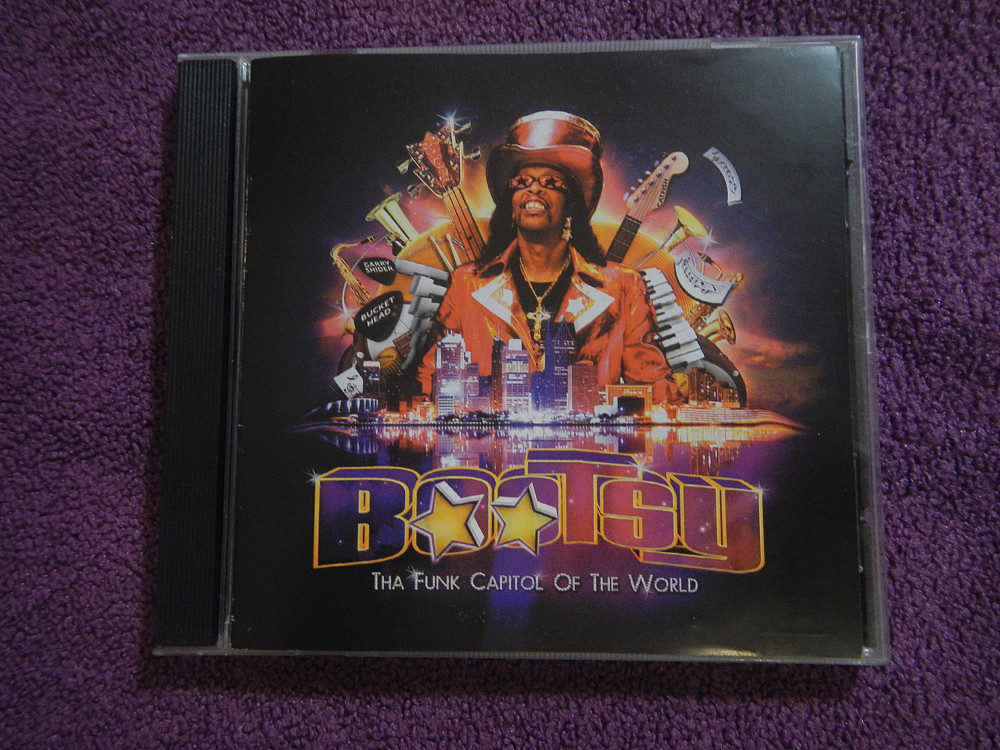 GARRY
SHIDER
BUCKET
HEAD
BOOTSY
THA FUNK CAPITOL OF THE WORLD